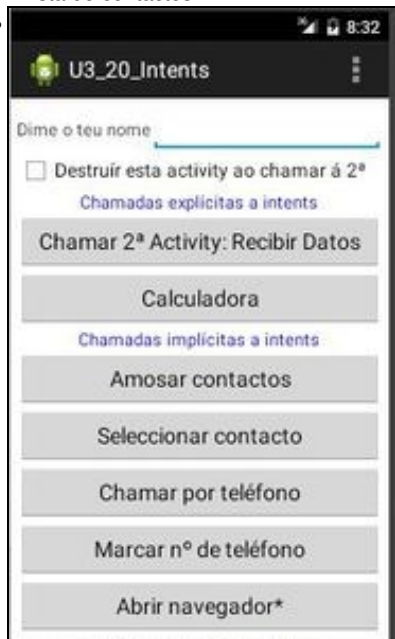 8:32
U3_20_Intents
Dime o teu nome
Destruír esta activity ao chamar á 2ª
Chamadas explícitas a intents
Chamar 2ª Activity: Recibir Datos
Calculadora
Chamadas implícitas a intents
Amosar contactos
Seleccionar contacto
Chamar por teléfono
Marcar nº de teléfono
Abrir navegador*